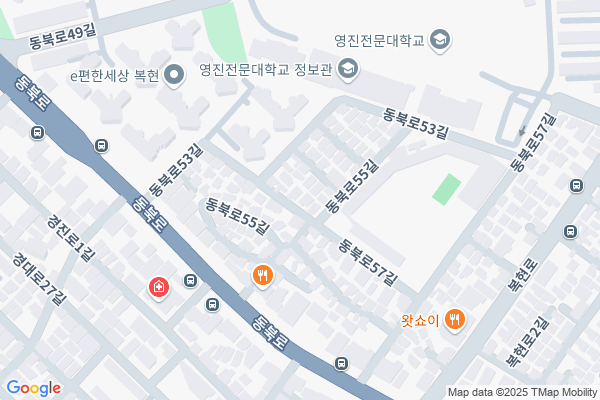 동북로49길
영진전문대학교
e편한세상 복현
영진전문대학교 정보관
동북로
동북로53길
동북로57길
동북로53길
동북로55길
동북로
동북로55길
경진로1길
동북로57길
경대로27길
복현로
왓쇼이
동북로
복현로2길
Google
Map data ©2025 TMap Mobility